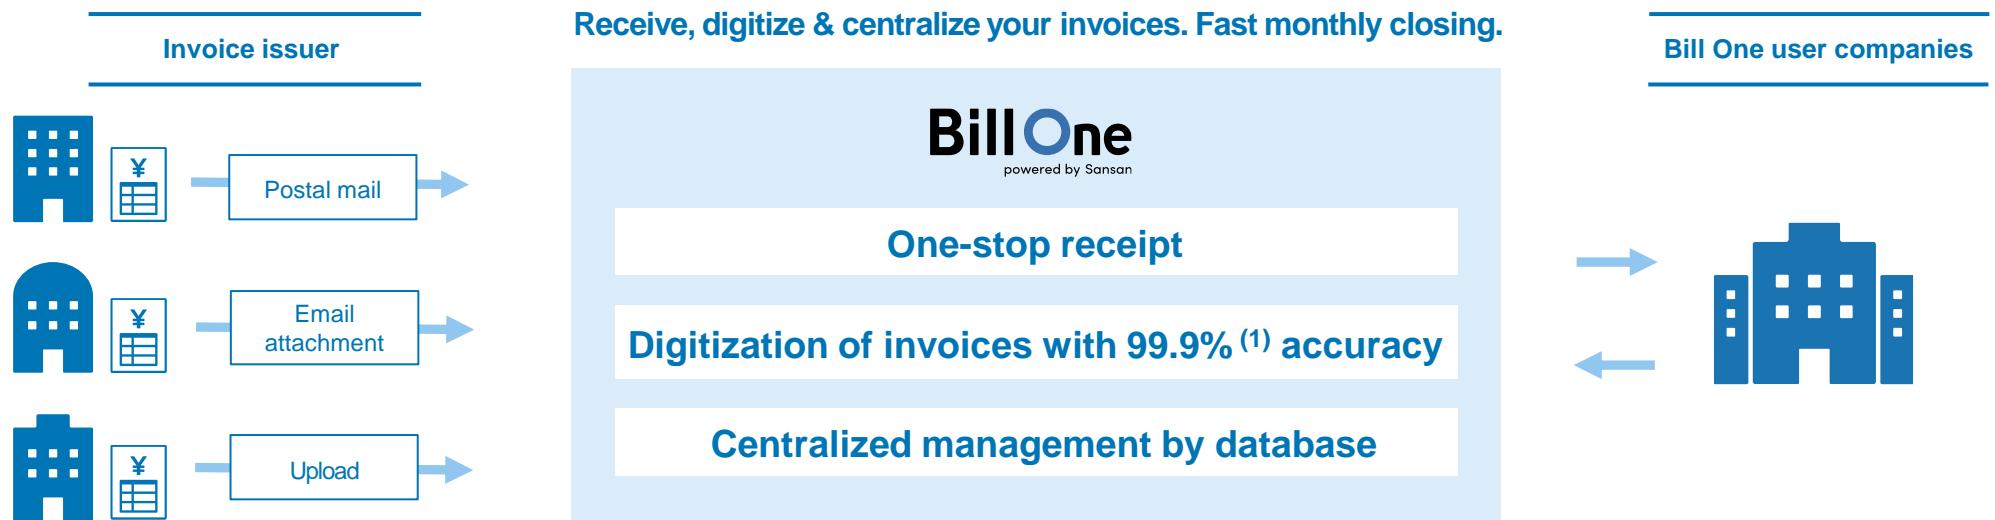 Invoice issuer
Receive, digitize & centralize your invoices. Fast monthly closing.
Bill One user companies
Bill One
powered by Sansan
¥
Postal mail
One-stop receipt
¥
Email
attachment
Digitization of invoices with 99.9% (1) accuracy
¥
Upload
Centralized management by database